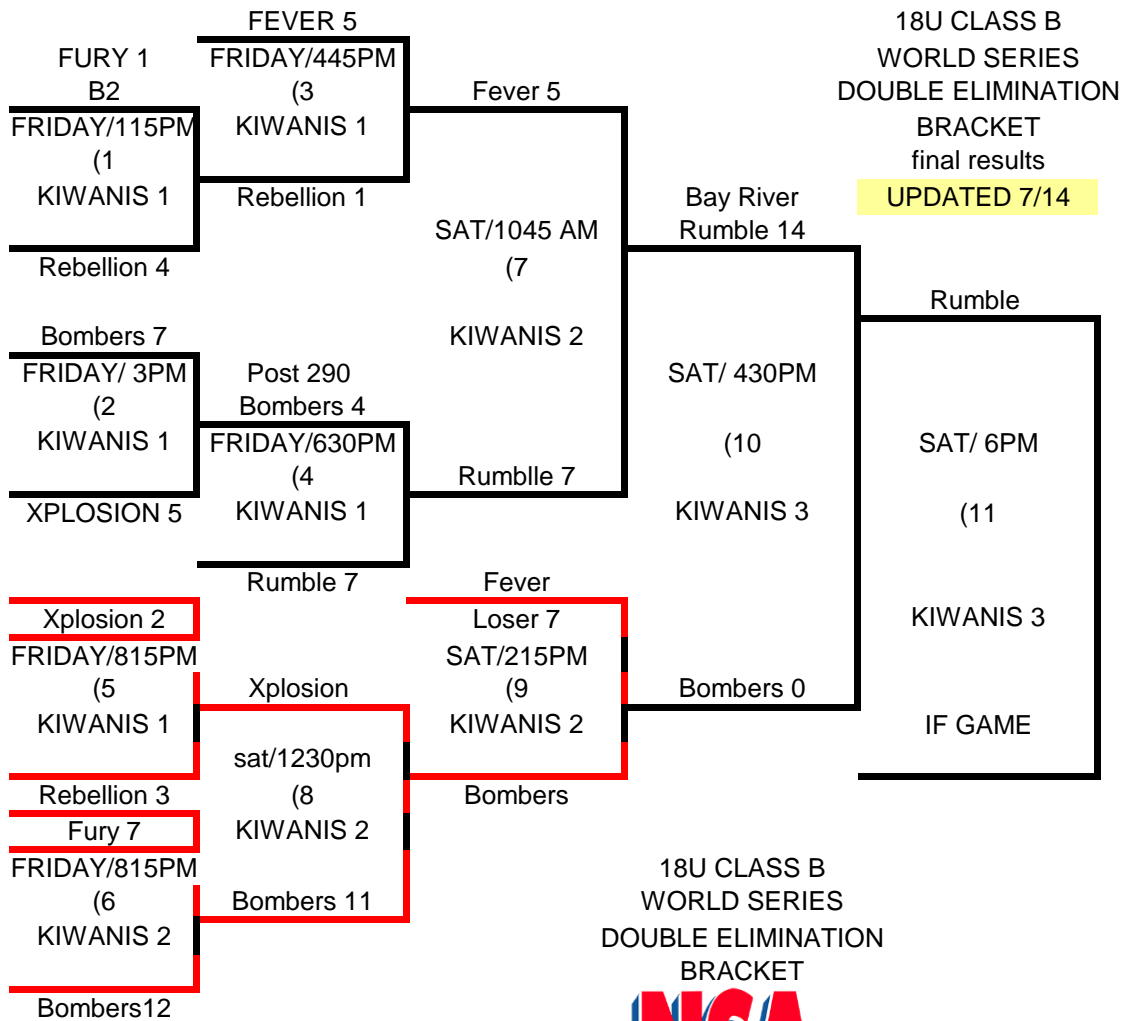 FEVER 5
18U CLASS B
FURY 1
FRIDAY/445PM
WORLD SERIES
B2
(3
Fever 5
DOUBLE ELIMINATION
FRIDAY/115PM
KIWANIS 1
BRACKET
(1
final results
KIWANIS 1
Rebellion 1
Bay River
UPDATED 7/14
SAT/1045 AM
Rumble 14
Rebellion 4
(7
Rumble
Bombers 7
KIWANIS 2
FRIDAY/ 3PM
Post 290
SAT/ 430PM
(2
Bombers 4
KIWANIS 1
FRIDAY/630PM
(10
SAT/ 6PM
(4
Rumblle 7
XPLOSION 5
KIWANIS 1
KIWANIS 3
(11
Rumble 7
Fever
Xplosion 2
Loser 7
KIWANIS 3
FRIDAY/815PM
SAT/215PM
(5
Xplosion
(9
Bombers 0
KIWANIS 1
KIWANIS 2
IF GAME
sat/1230pm
Rebellion 3
(8
Bombers
Fury 7
KIWANIS 2
FRIDAY/815PM
18U CLASS B
(6
Bombers 11
WORLD SERIES
KIWANIS 2
DOUBLE ELIMINATION
BRACKET
Bombers12
NSA